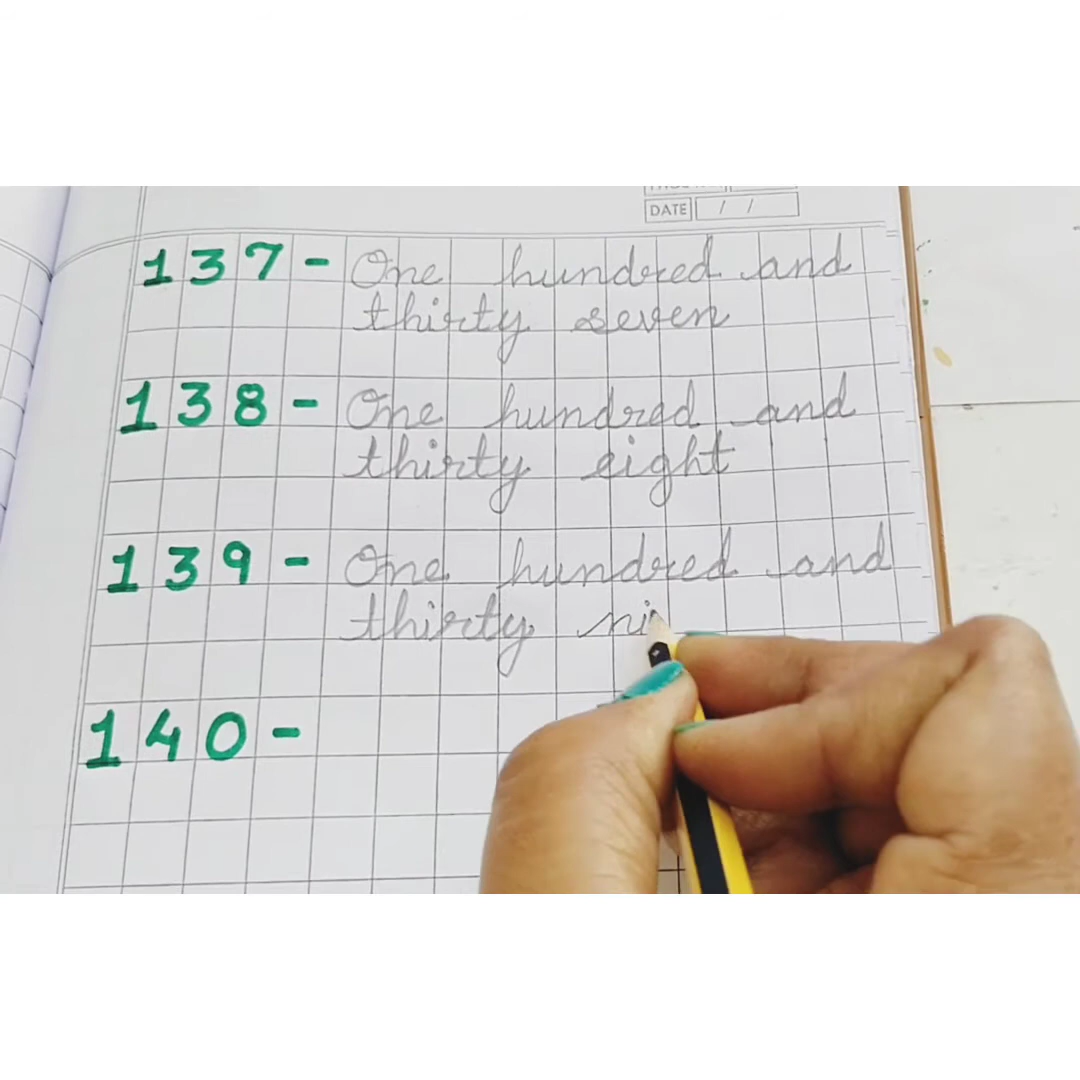 DATE / /
137- One hundred and
thirty seven
138- One hundred and
thirty eight
139- One hundred and
thirty ni
140-